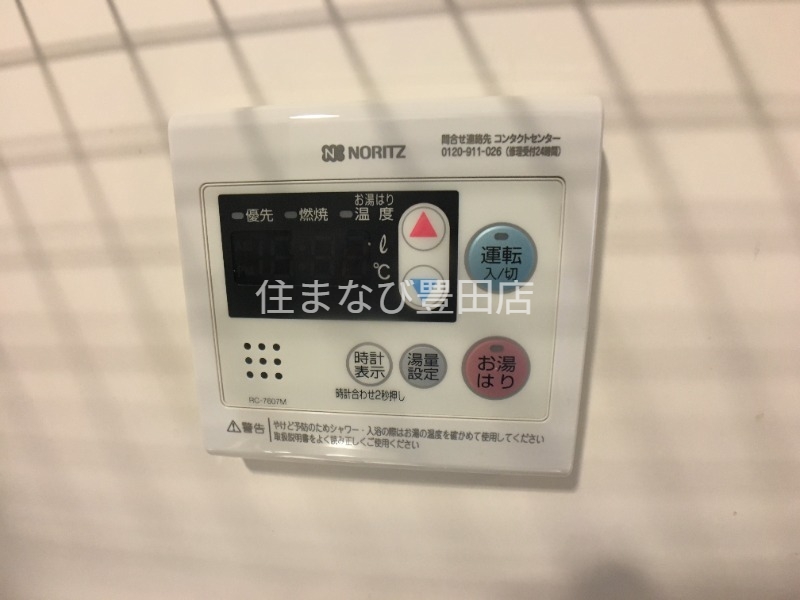 NORITZ
問合せ連絡先 コンタクトセンター
0120-911-026 (修理受付24時間)
お湯はり
優先 燃焼 温度
ℓ
℃
運転
入/切
住まなび豊田店
時計
表示
湯量
設定
お湯
はり
時計合わせ2秒押し
RC-7607M
警告
やけど予防のためシャワー・入浴の際はお湯の温度を確かめて使用してください
取扱説明書をよく読み正しくご使用ください